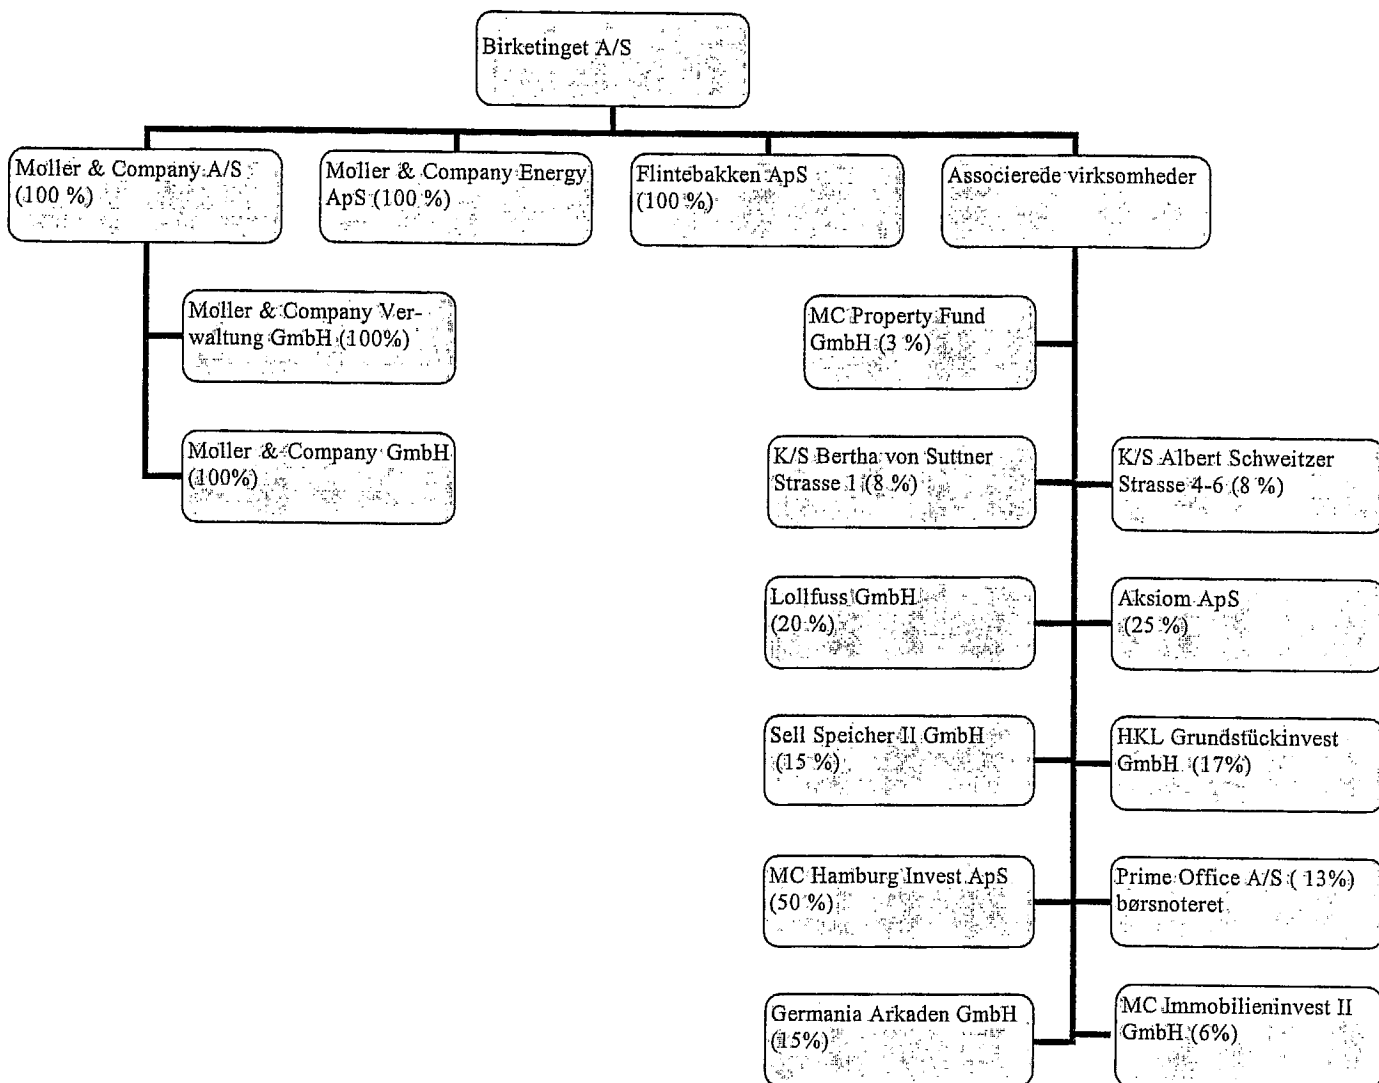 Birketinget A/S
Moller & Company A/S
(100 %)
Moller & Company Energy
ApS (100 %)
Flintebakken ApS
(100 %)
Associerede virksomheder
Moller & Company Ver-
waltung GmbH (100%)
Moller & Company GmbH
(100%)
MC Property Fund
GmbH (3 %)
K/S Bertha von Suttner
Strasse 1 (8 %)
K/S Albert Schweitzer
Strasse 4-6 (8 %)
Lollfuss GmbH
(20 %)
Aksiom ApS
(25 %)
Sell Speicher II GmbH
(15 %)
HKL Grundstückinvest
GmbH (17%)
MC Hamburg Invest ApS
(50 %)
Prime Office A/S ( 13%)
børsnoteret
Germania Arkaden GmbH
(15%)
MC Immobilieninvest II
GmbH (6%)